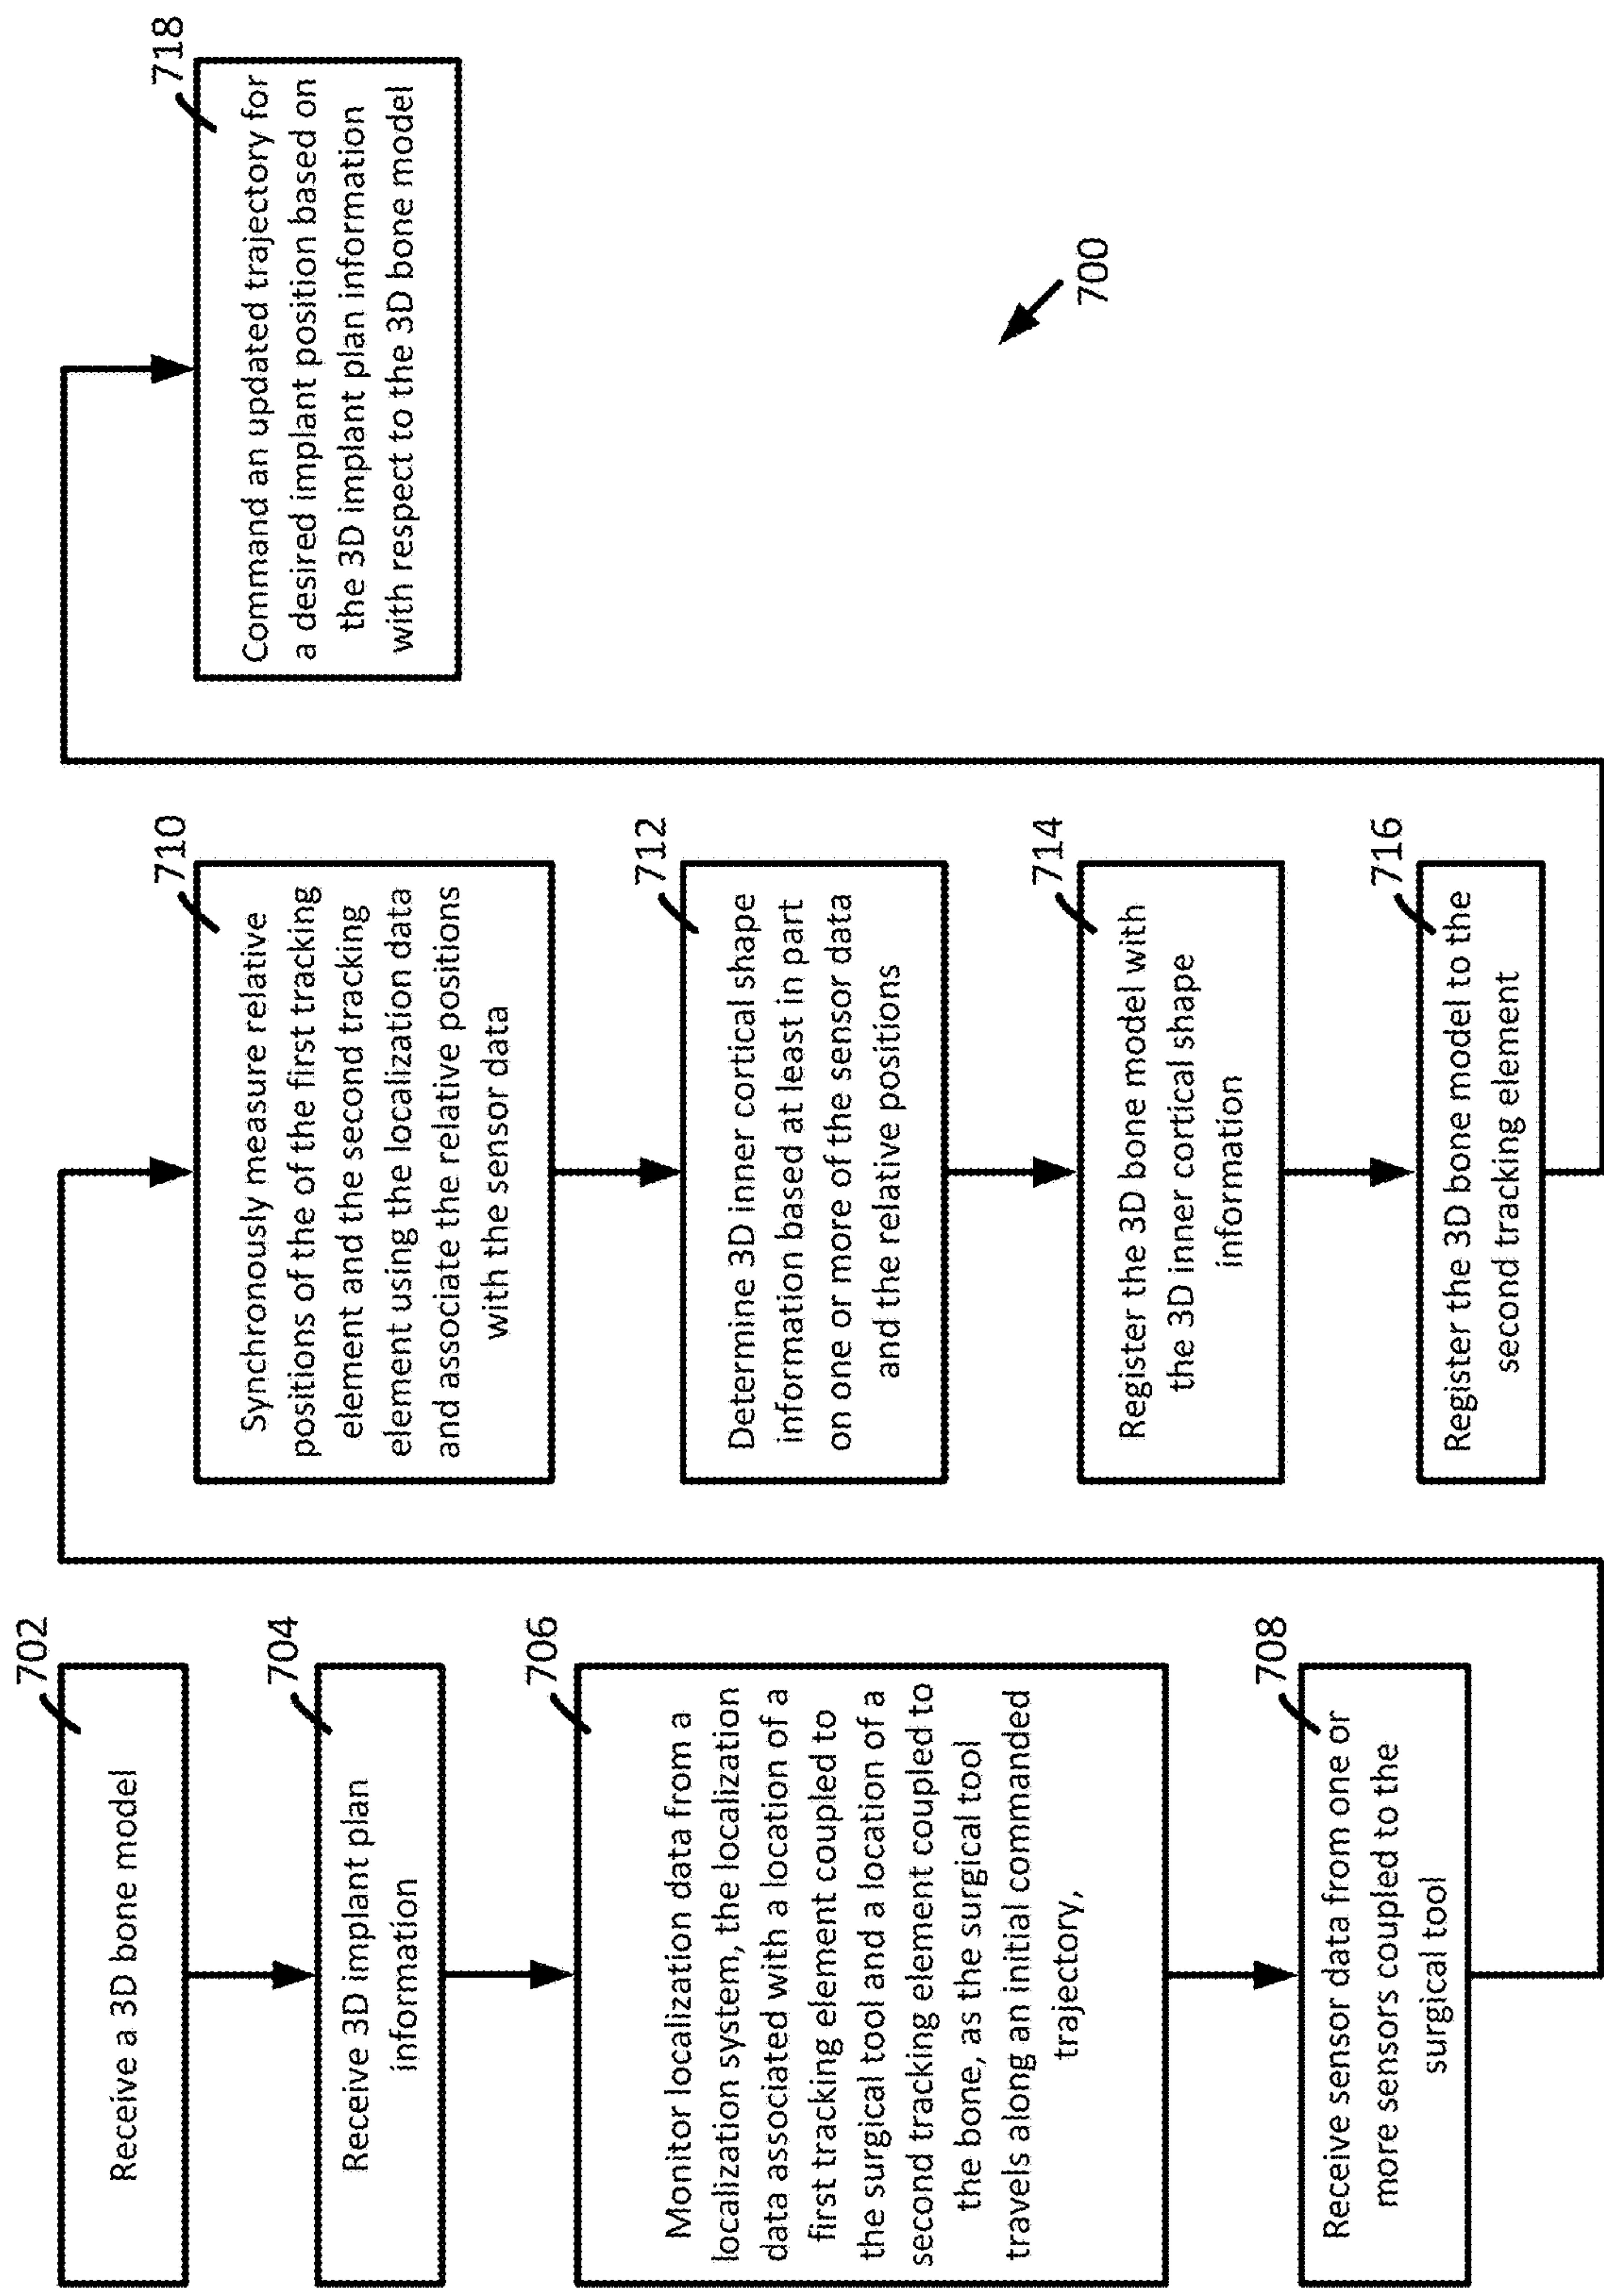 702
Receive a 3D bone model
704
Receive 3D implant plan
information
706
Monitor localization data from a
localization system, the localization
data associated with a location of a
first tracking element coupled to
the surgical tool and a location of a
second tracking element coupled to
the bone, as the surgical tool
travels along an initial commanded
trajectory,
708
Receive sensor data from one or
more sensors coupled to the
surgical tool
710
Synchronously measure relative
positions of the of the first tracking
element and the second tracking
element using the localization data
and associate the relative positions
with the sensor data
712
Determine 3D inner cortical shape
information based at least in part
on one or more of the sensor data
and the relative positions
714
Register the 3D bone model with
the 3D inner cortical shape
information
716
Register the 3D bone model to the
second tracking element
718
Command an updated trajectory for
a desired implant position based on
the 3D implant plan information
with respect to the 3D bone model
700